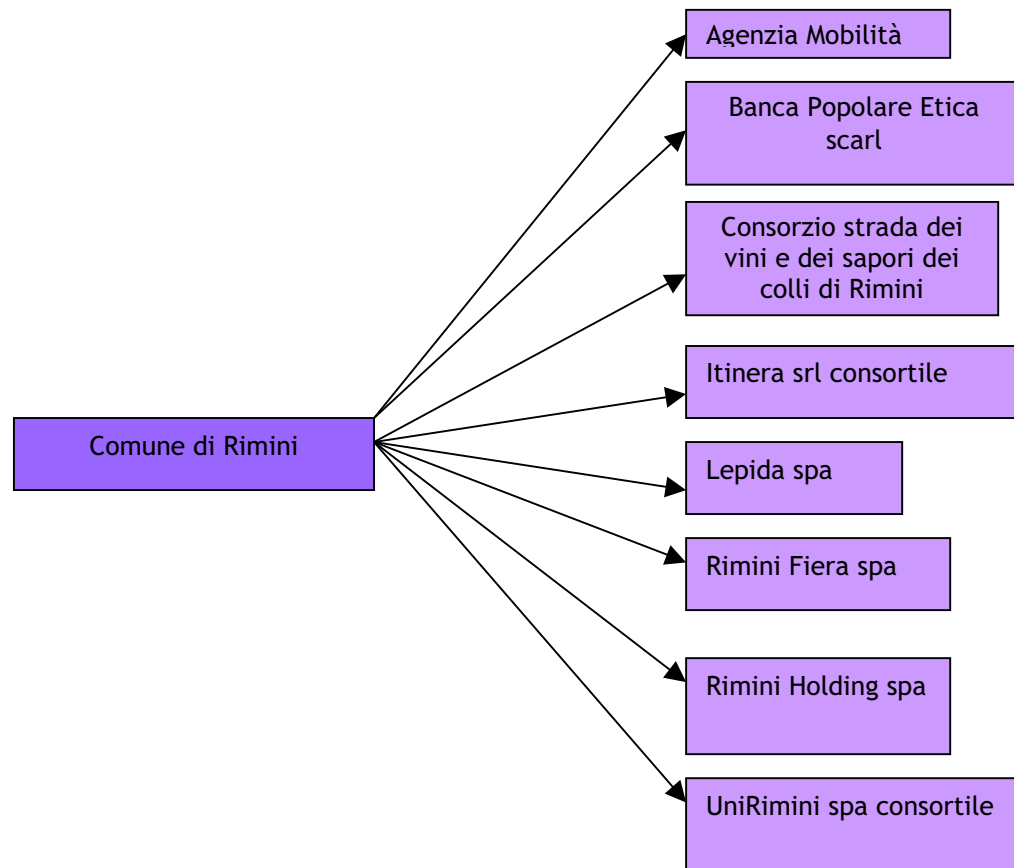 Agenzia Mobilità
Banca Popolare Etica
scarl
Consorzio strada dei
vini e dei sapori dei
colli di Rimini
Itinera srl consortile
Comune di Rimini
Lepida spa
Rimini Fiera spa
Rimini Holding spa
UniRimini spa consortile